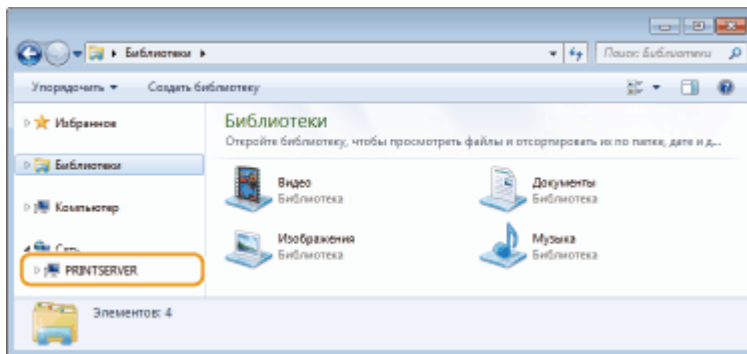 Библиотеки
Поиск: Библиотеки
Упорядочить
Создать библиотеку
Избранное
Библиотеки
Компьютер
Сеть
PRINTSERVER
Библиотеки
Откройте библиотеку, чтобы просмотреть файлы и отсортировать их по папке, дате и д...
Видео
Библиотека
Документы
Библиотека
Изображения
Библиотека
Музыка
Библиотека
Элементов: 4